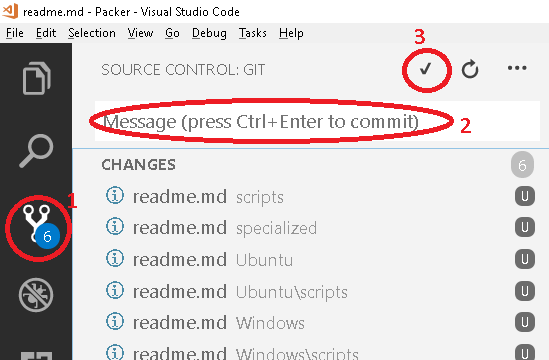 readme.md - Packer - Visual Studio Code
File Edit Selection View Go Debug Tasks Help
3
SOURCE CONTROL: GIT
Message (press Ctrl+Enter to commit)
2
CHANGES 6
1
readme.md scripts U
6
readme.md specialized U
readme.md Ubuntu U
readme.md Ubuntu\scripts U
readme.md Windows U
readme.md Windows\scripts U